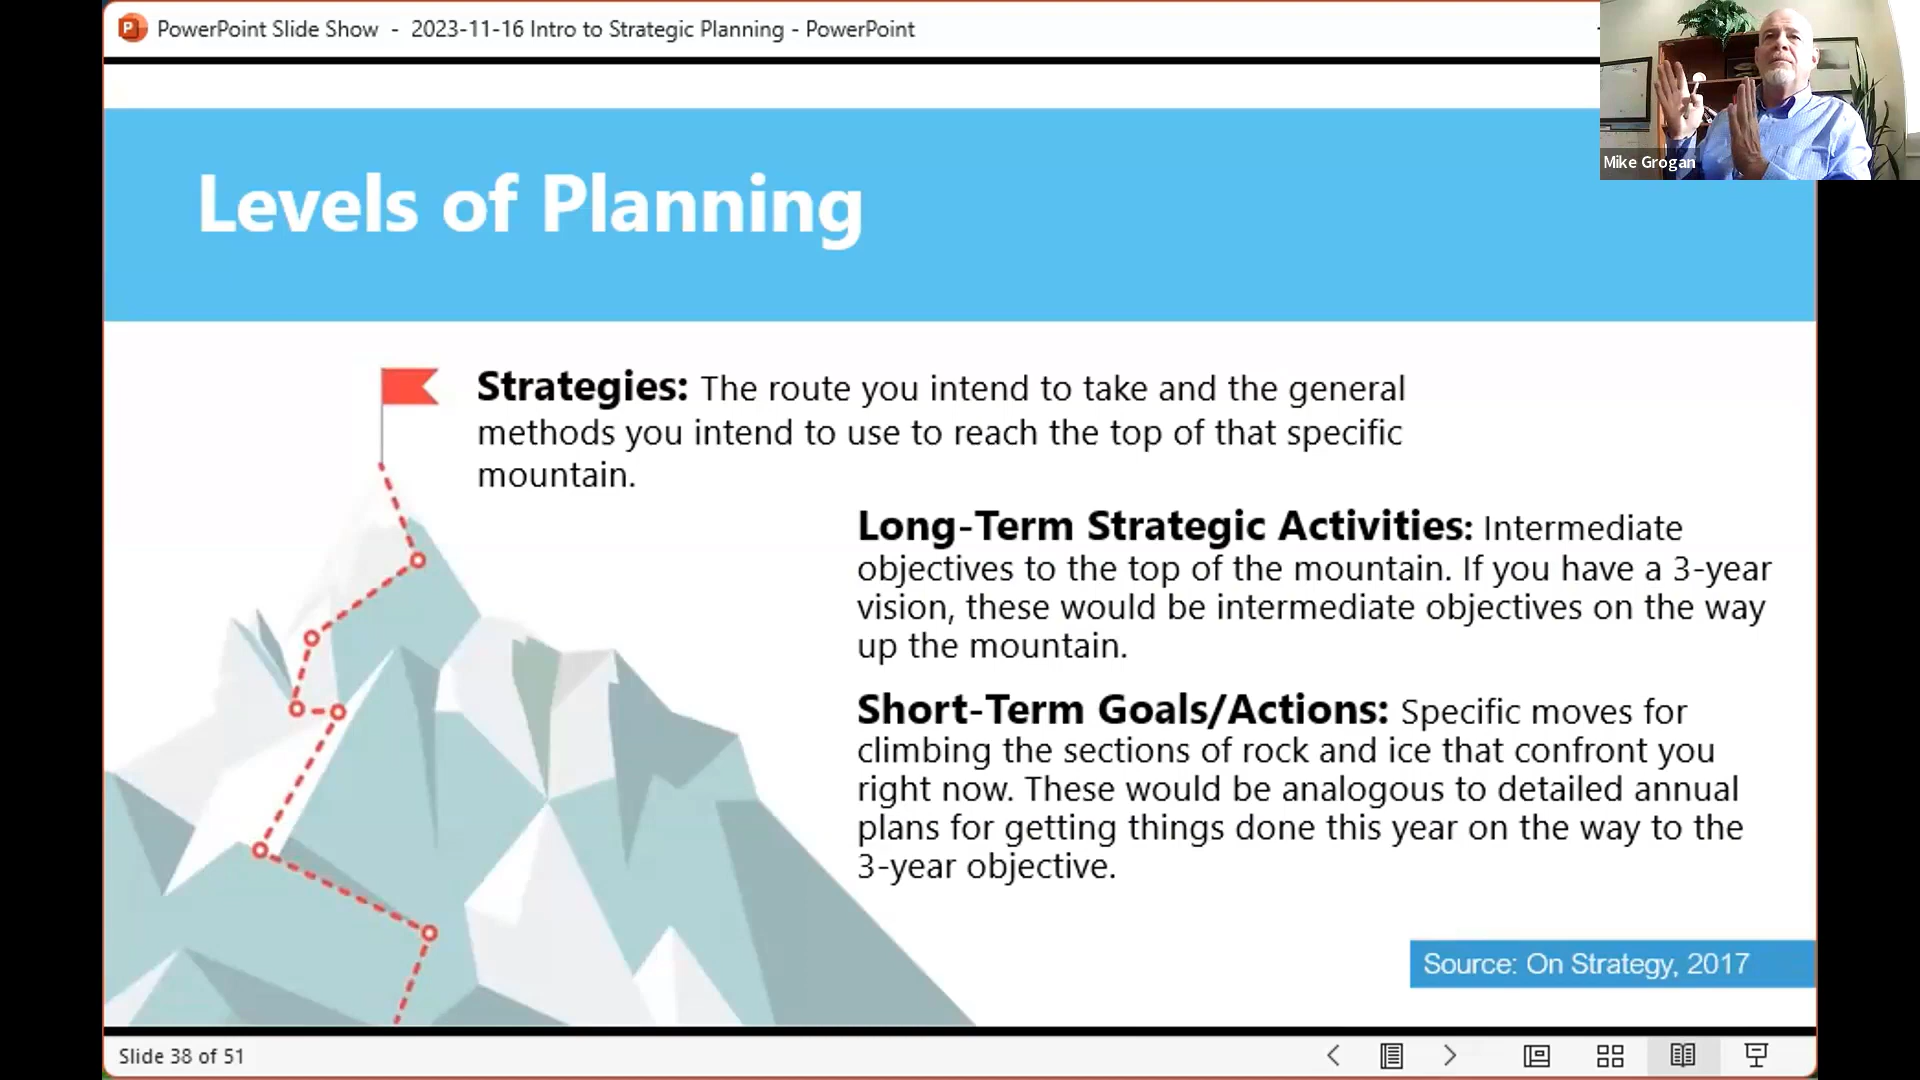 PowerPoint Slide Show - 2023-11-16 Intro to Strategic Planning - PowerPoint
Mike Grogan
Levels of Planning
Strategies: The route you intend to take and the general
methods you intend to use to reach the top of that specific
mountain.
Long-Term Strategic Activities: Intermediate
objectives to the top of the mountain. If you have a 3-year
vision, these would be intermediate objectives on the way
up the mountain.
Short-Term Goals/Actions: Specific moves for
climbing the sections of rock and ice that confront you
right now. These would be analogous to detailed annual
plans for getting things done this year on the way to the
3-year objective.
Source: On Strategy, 2017
Slide 38 of 51